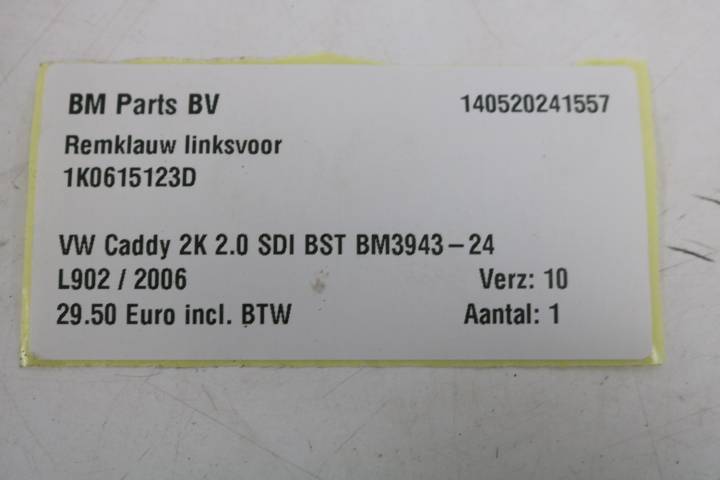 BM Parts BV 140520241557
Remklauw linksvoor
1K0615123D
VW Caddy 2K 2.0 SDI BST BM3943-24
L902 / 2006 Verz: 10
29.50 Euro incl. BTW Aantal: 1